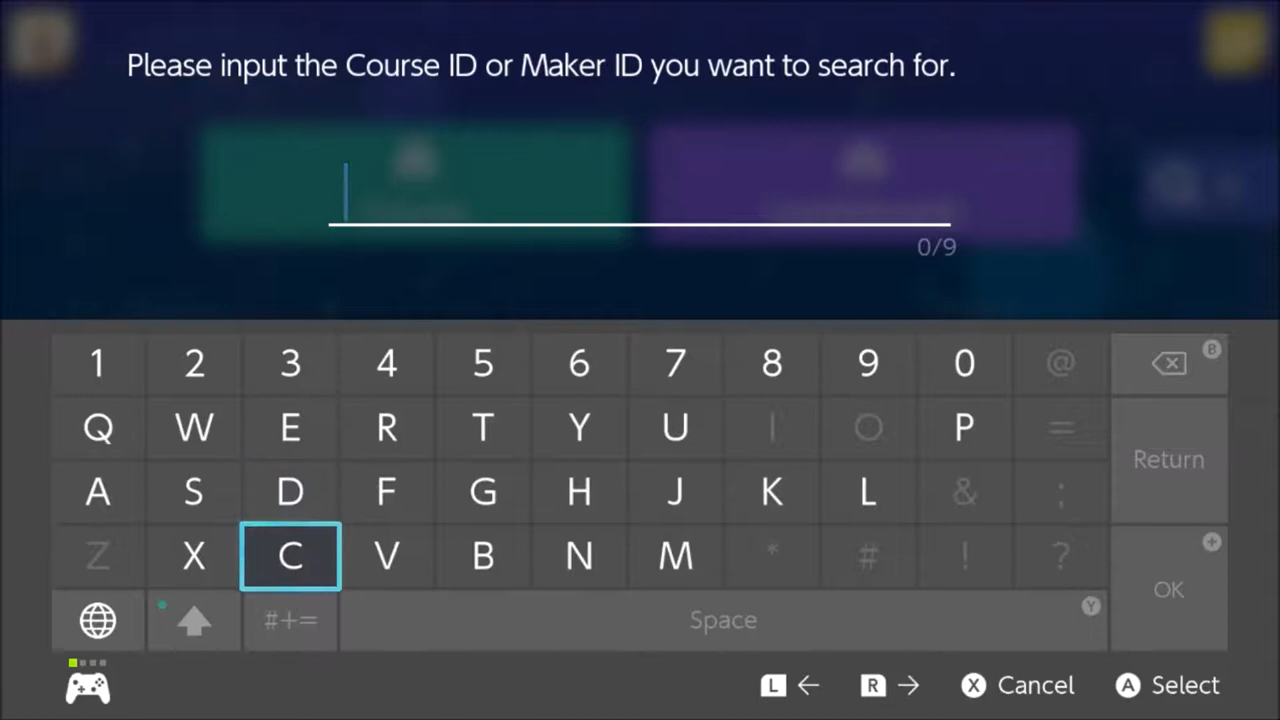 Please input the Course ID or Maker ID you want to search for.
0/9
1 2 3 4 5 6 7 8 9 0 @ B
Q W E R T Y U I O P = Return
A S D F G H J K L & ;
Z X C V B N M * # ! ? + OK
#+= Space Y
L ← R → X Cancel A Select